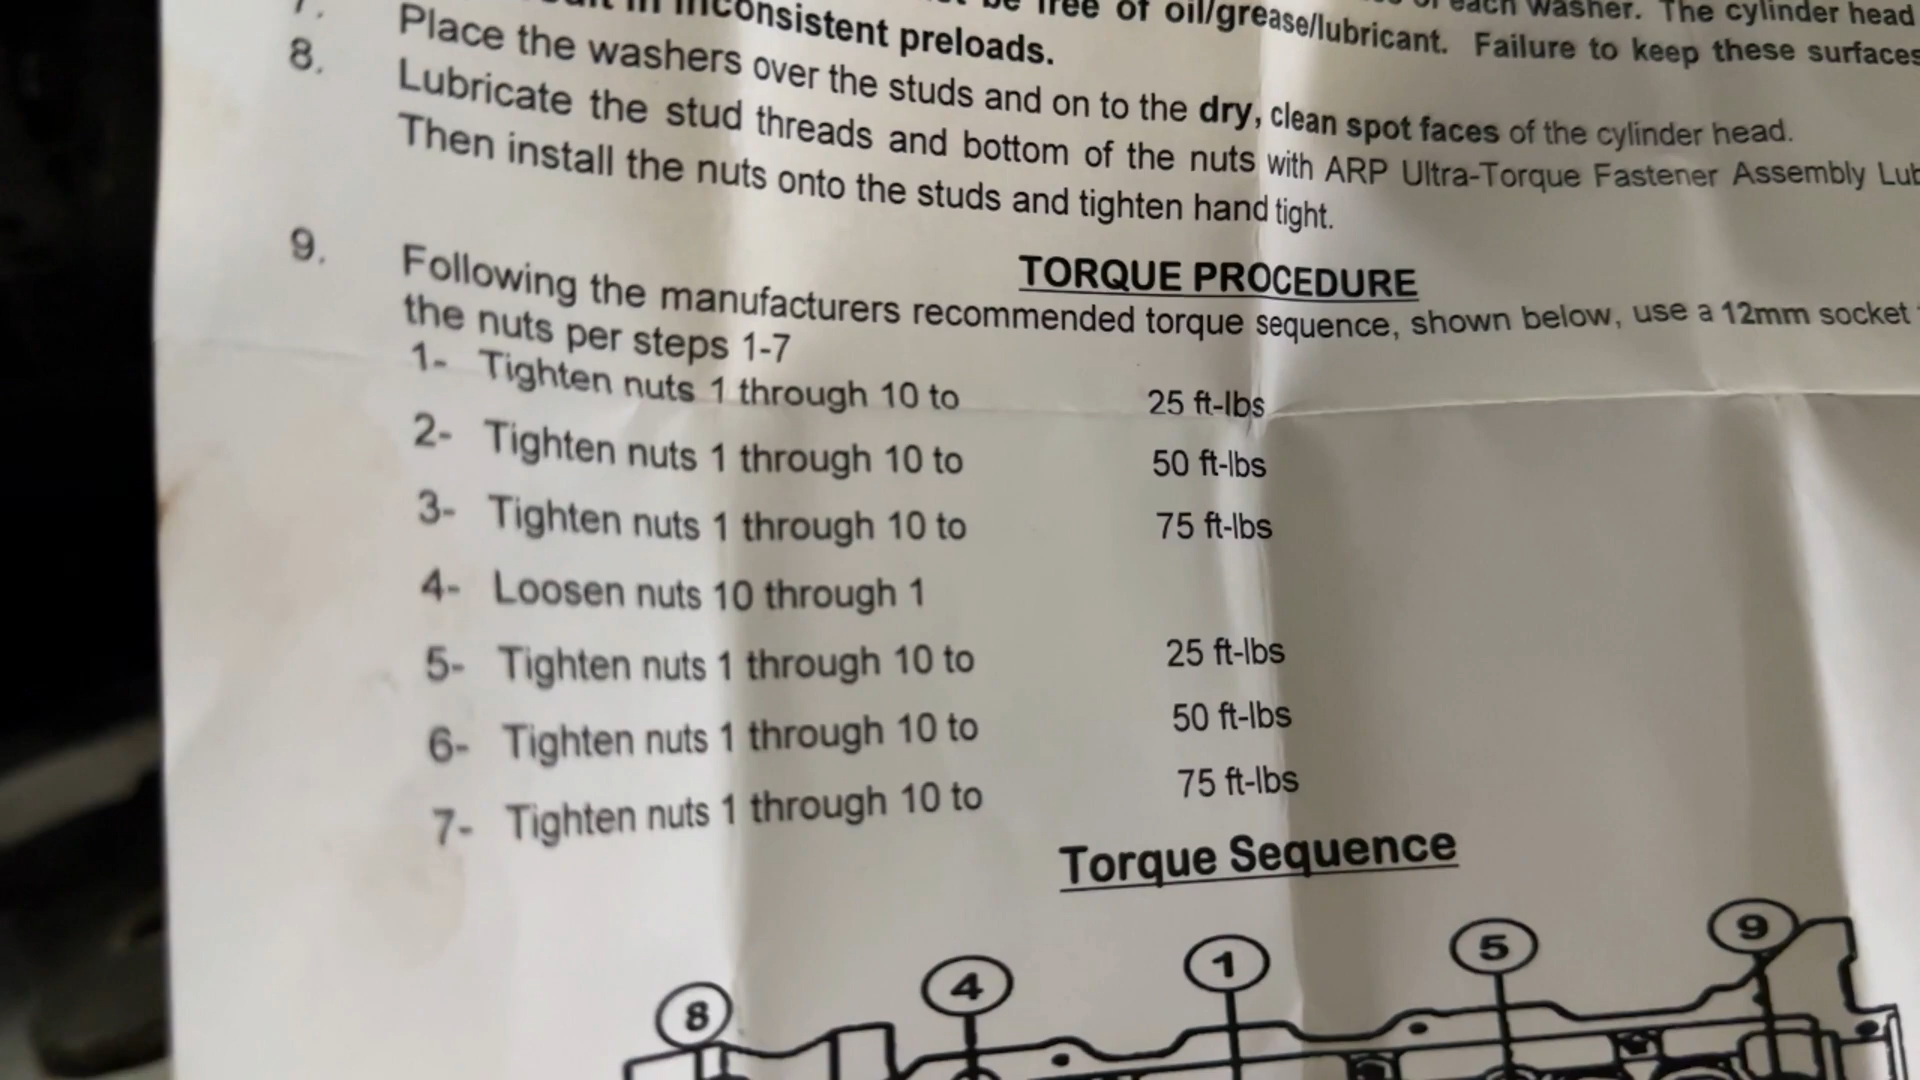 be free of oil/grease/lubricant. Failure to keep these surfaces
in inconsistent preloads.
7. Place the washers over the studs and on to the dry, clean spot faces of the cylinder head.
8. Lubricate the stud threads and bottom of the nuts with ARP Ultra-Torque Fastener Assembly Lub
Then install the nuts onto the studs and tighten hand tight.
TORQUE PROCEDURE
9. Following the manufacturers recommended torque sequence, shown below, use a 12mm socket
the nuts per steps 1-7
1- Tighten nuts 1 through 10 to 25 ft-lbs
2- Tighten nuts 1 through 10 to 50 ft-lbs
3- Tighten nuts 1 through 10 to 75 ft-lbs
4- Loosen nuts 10 through 1
5- Tighten nuts 1 through 10 to 25 ft-lbs
6- Tighten nuts 1 through 10 to 50 ft-lbs
7- Tighten nuts 1 through 10 to 75 ft-lbs
Torque Sequence
8 4 1 5 9